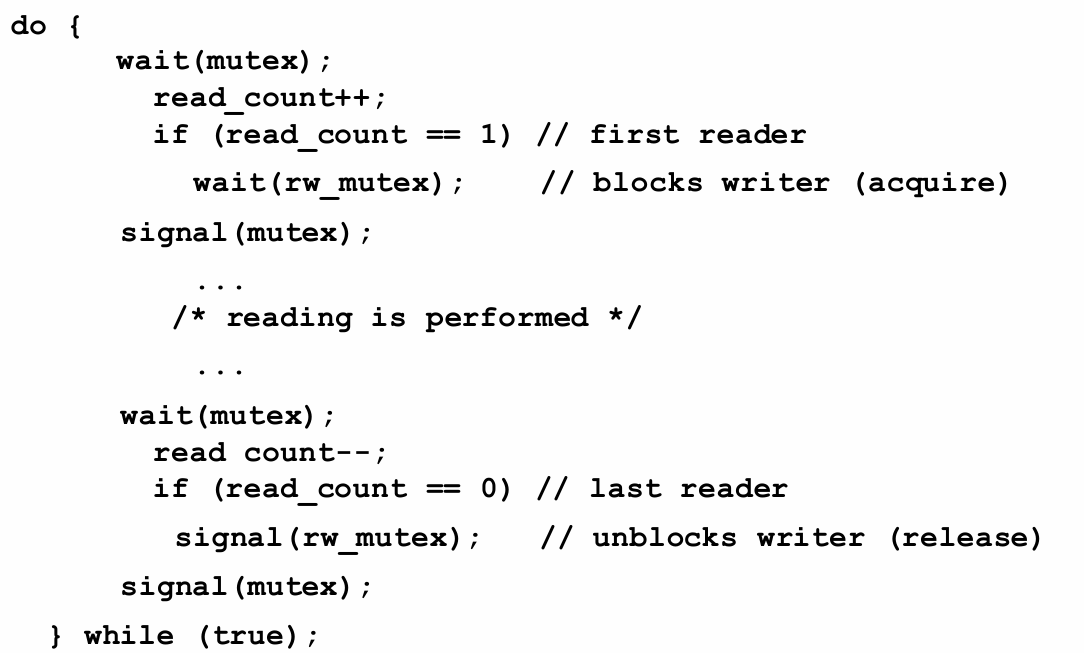 do {
wait(mutex);
read_count++;
if (read_count == 1) // first reader
wait(rw_mutex); // blocks writer (acquire)
signal(mutex);
...
/* reading is performed */
...
wait(mutex);
read count--;
if (read_count == 0) // last reader
signal(rw_mutex); // unblocks writer (release)
signal(mutex);
} while (true);